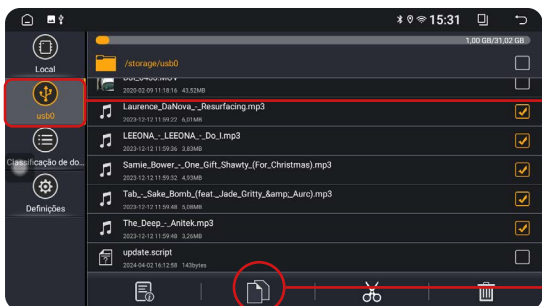 15:31
1,00 GB/31,02 GB
Local
/storage/usb0
2020-02-09 11:18:16 43,52MB
usb0
Laurence_DaNova_-_Resurfacing.mp3
2023-12-12 11:59:22 6,01MB
LEEONA_-_LEEONA_-_Do_I.mp3
2023-12-12 11:59:36 3,83MB
Classificação de do...
Samie_Bower_-_One_Gift_Shawty_(For_Christmas).mp3
2023-12-12 11:59:32 4,93MB
Definições
Tab_-_Sake_Bomb_(feat._Jade_Gritty_&amp;_Aurc).mp3
2023-12-12 11:59:48 5,08MB
The_Deep_-_Anitek.mp3
2023-12-12 11:59:40 3,26MB
update.script
2024-04-02 16:12:58 143bytes